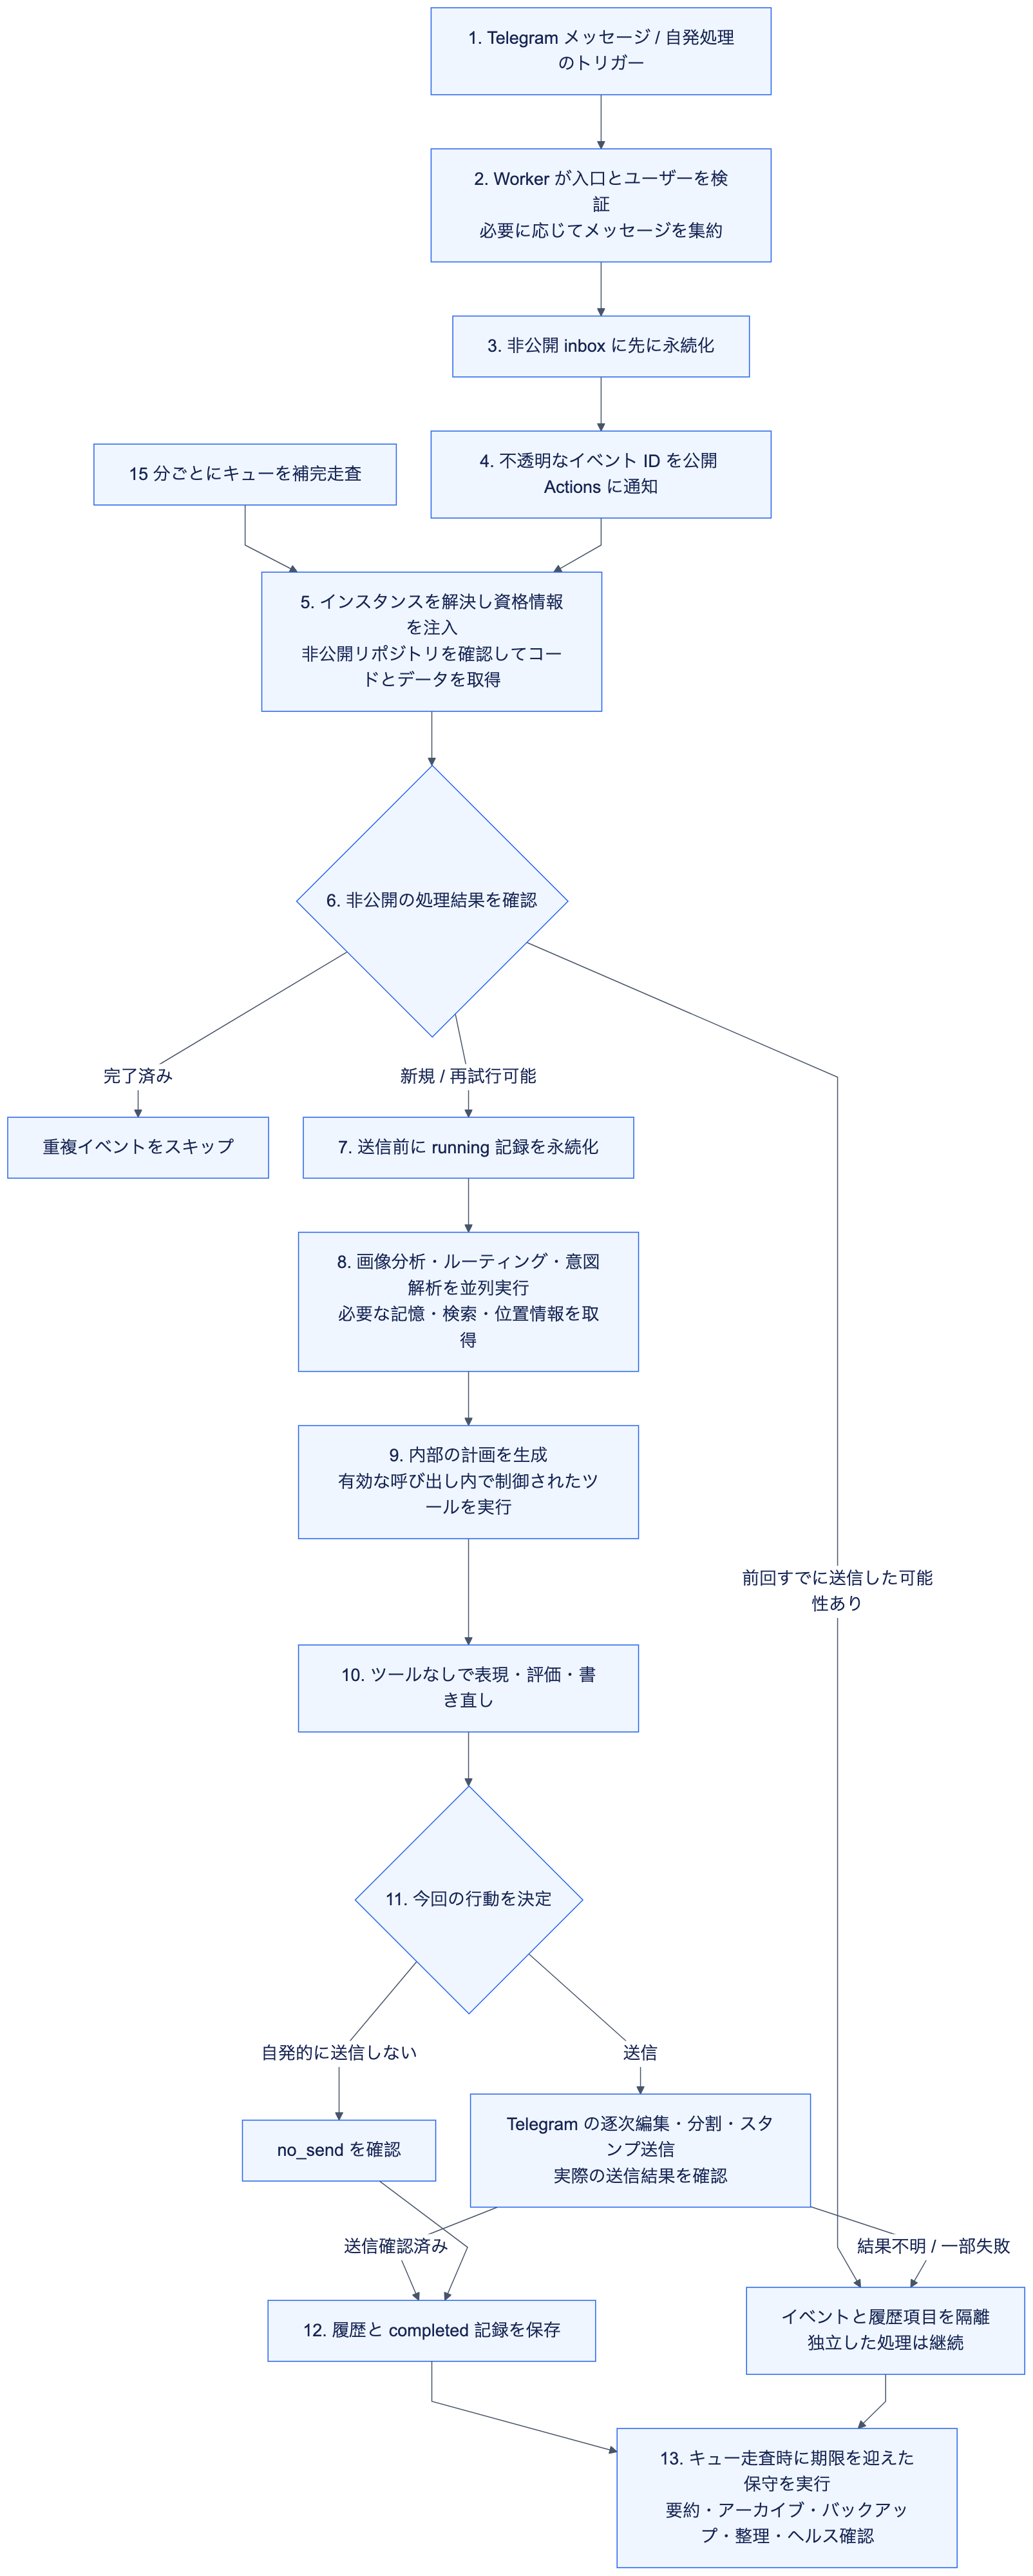 1. Telegram メッセージ / 自発処理
のトリガー
2. Worker が入口とユーザーを検
証
必要に応じてメッセージを集約
3. 非公開 inbox に先に永続化
15 分ごとにキューを補完走査
4. 不透明なイベント ID を公開
Actions に通知
5. インスタンスを解決し資格情報
を注入
非公開リポジトリを確認してコー
ドとデータを取得
6. 非公開の処理結果を確認
完了済み
新規 / 再試行可能
重複イベントをスキップ
7. 送信前に running 記録を永続化
8. 画像分析・ルーティング・意図
解析を並列実行
必要な記憶・検索・位置情報を取
得
9. 内部の計画を生成
有効な呼び出し内で制御されたツ
ールを実行
前回すでに送信した可能
性あり
10. ツールなしで表現・評価・書
き直し
11. 今回の行動を決定
自発的に送信しない
送信
no_send を確認
Telegram の逐次編集・分割・スタ
ンプ送信
実際の送信結果を確認
送信確認済み
結果不明 / 一部失敗
12. 履歴と completed 記録を保存
イベントと履歴項目を隔離
独立した処理は継続
13. キュー走査時に期限を迎えた
保守を実行
要約・アーカイブ・バックアッ
プ・整理・ヘルス確認